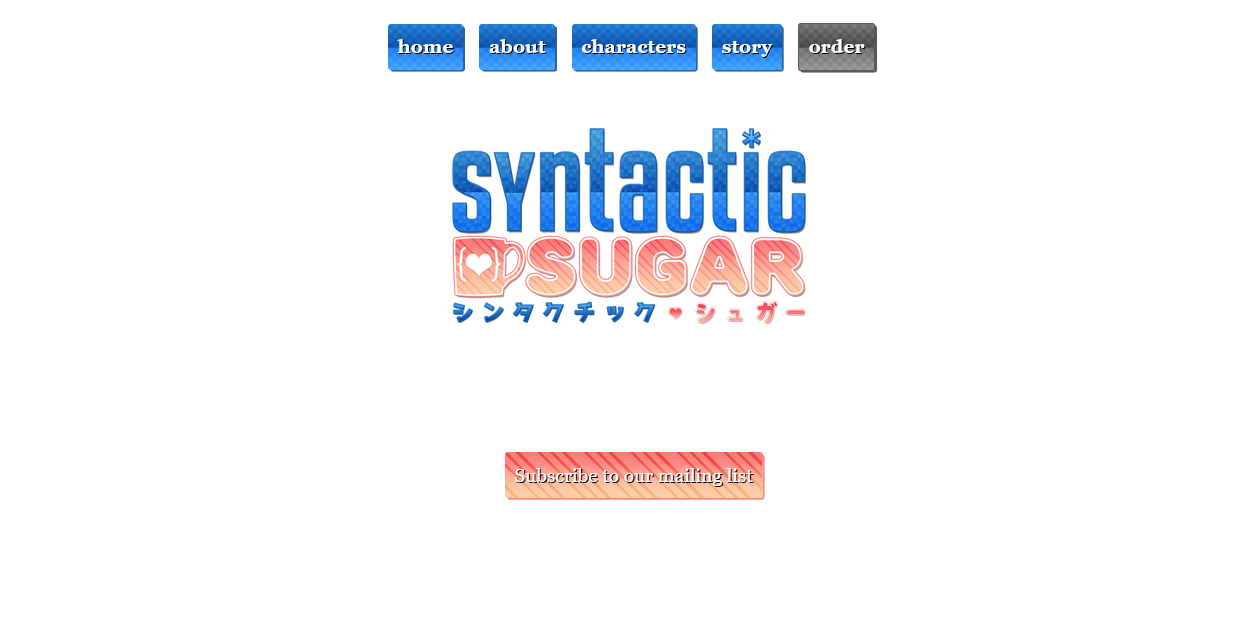 home about characters story order
syntactic
SUGAR
シンタクチック❤シュガー
Subscribe to our mailing list